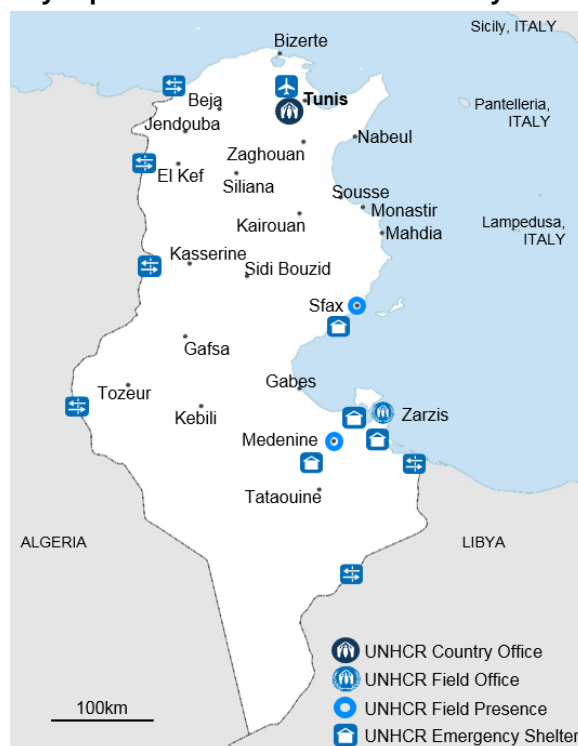 Sicily, ITALY
Bizerte
Tunis
Beja
Pantelleria,
ITALY
Jendouba
Nabeul
Zaghouan
El Kef
Siliana
Sousse
Monastir
Kairouan
Lampedusa,
ITALY
Mahdia
Kasserine
Sidi Bouzid
Sfax
Gafsa
Gabes
Tozeur
Kebili
Zarzis
Medenine
Tataouine
ALGERIA
LIBYA
UNHCR Country Office
UNHCR Field Office
100km
UNHCR Field Presence
UNHCR Emergency Shelter